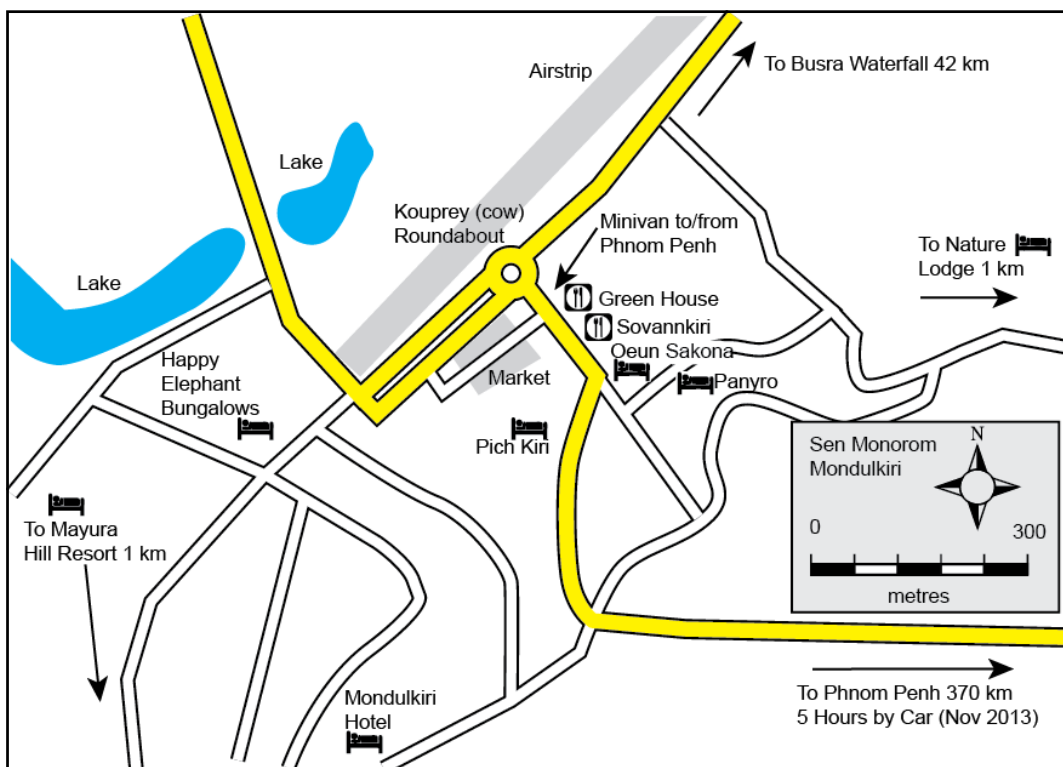 Airstrip
To Busra Waterfall 42 km
Lake
Kouprey (cow)
Roundabout
Minivan to/from
Phnom Penh
To Nature
Lodge 1 km
Lake
Green House
Sovannkiri
Oeun Sakona
Happy
Elephant
Bungalows
Market
Panyro
Pich Kiri
Sen Monorom
Mondulkiri
N
0
300
metres
To Mayura
Hill Resort 1 km
Mondulkiri
Hotel
To Phnom Penh 370 km
5 Hours by Car (Nov 2013)